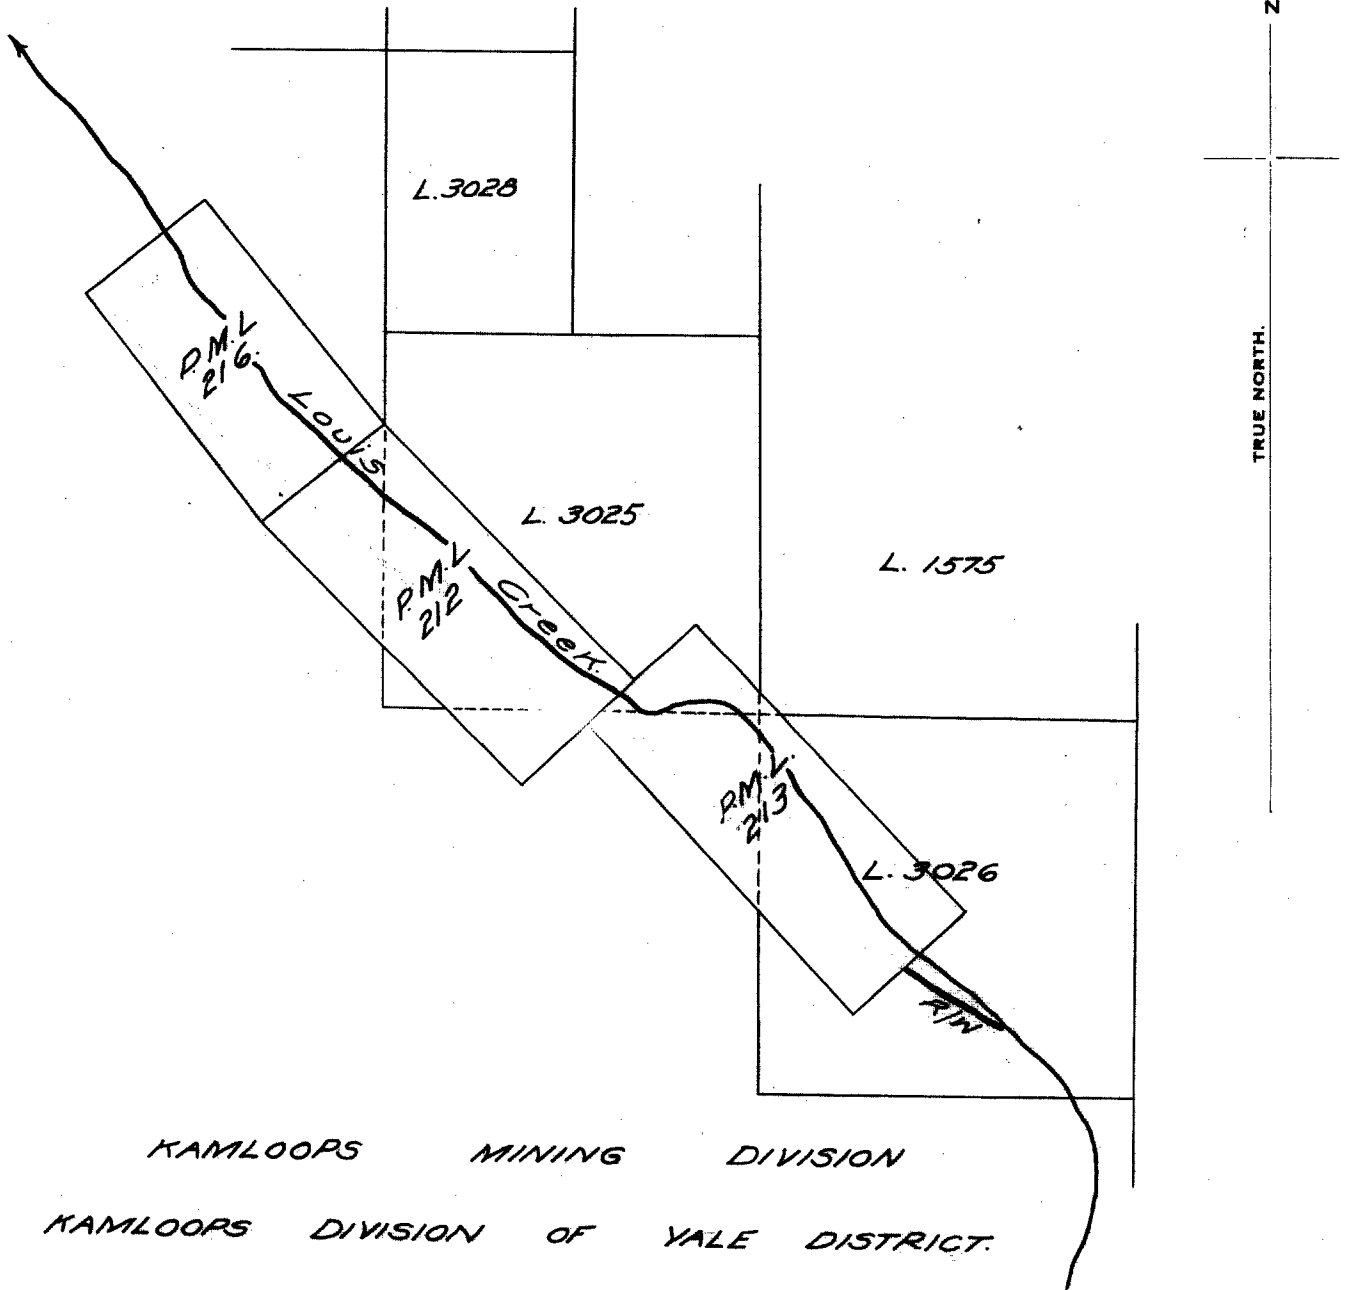 N
L. 3028
TRUE NORTH.
P.M.L
216.
Louis
L. 3025
L. 1575
P.M.L
212
Creek.
P.M.L.
213
L. 3026
R/W
KAMLOOPS MINING DIVISION
KAMLOOPS DIVISION OF YALE DISTRICT.